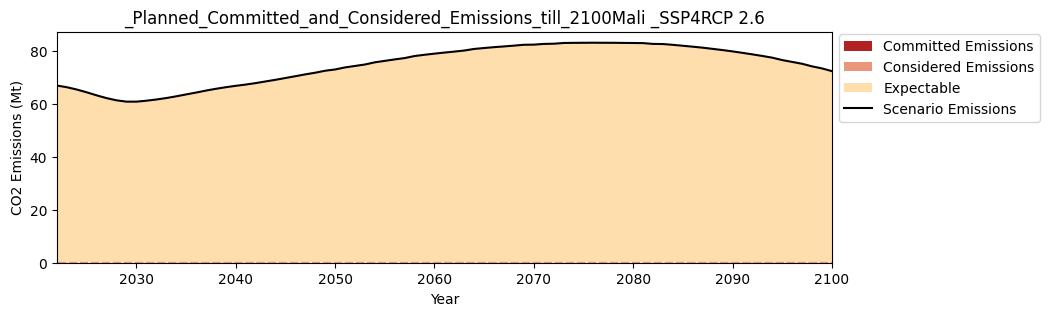 _Planned_Committed_and_Considered_Emissions_till_2100Mali _SSP4RCP 2.6
CO2 Emissions (Mt)
80
60
40
20
0
2030 2040 2050 2060 2070 2080 2090 2100
Year
Committed Emissions
Considered Emissions
Expectable
Scenario Emissions